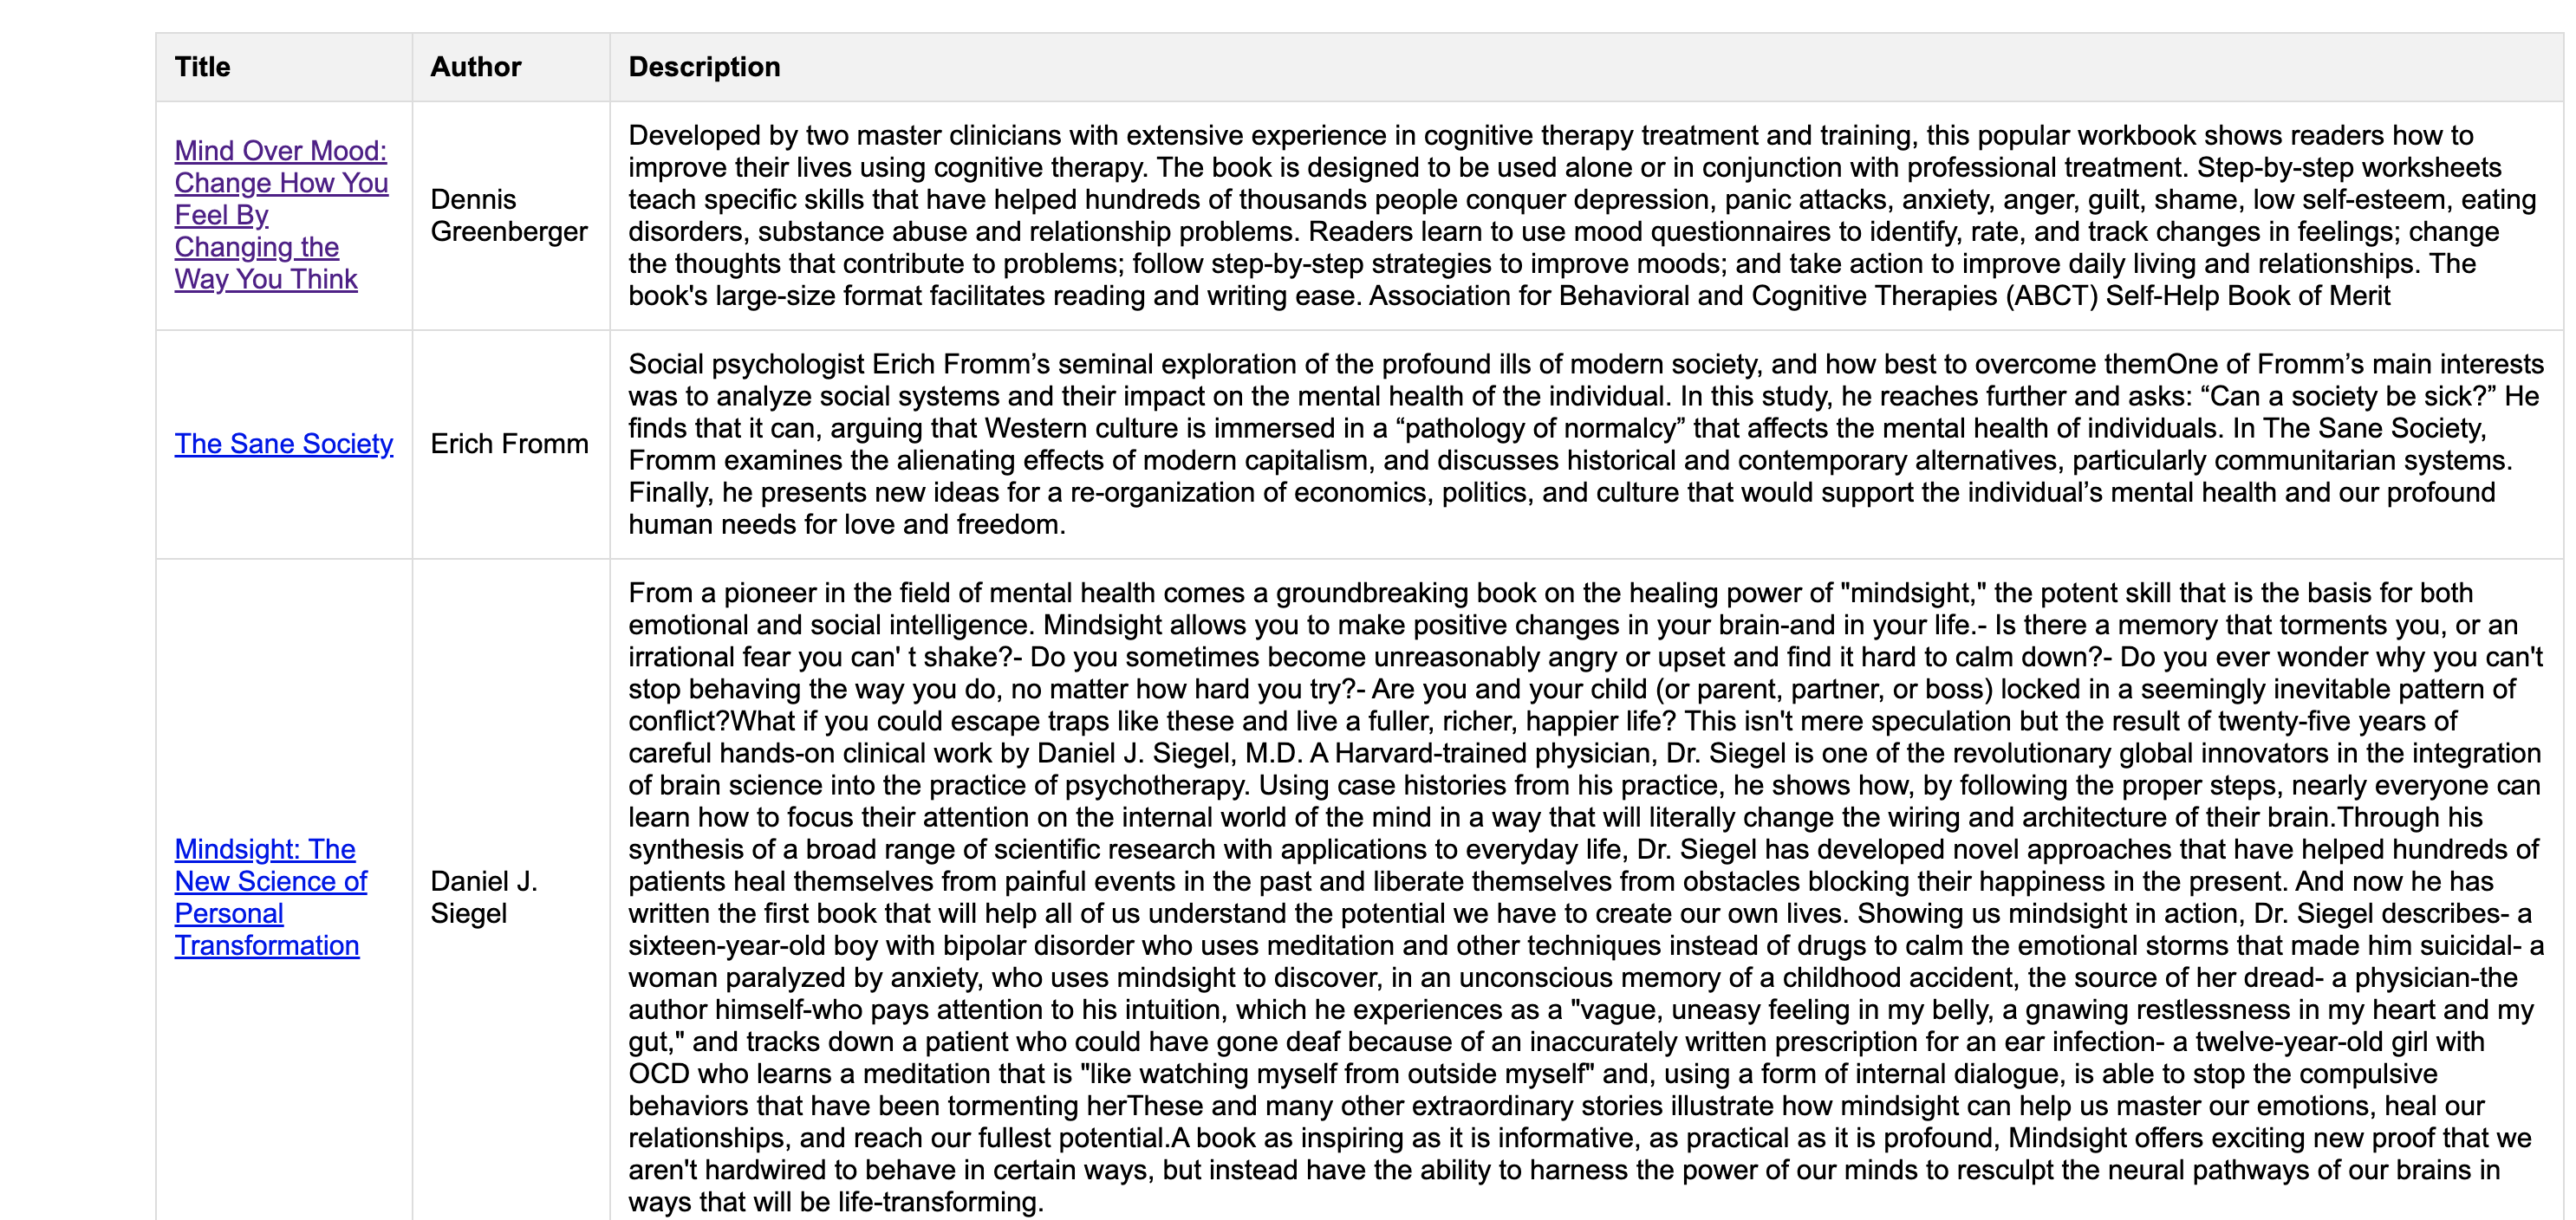 Title
Author
Description
Mind Over Mood:
Change How You
Feel By
Changing the
Way You Think
Dennis
Greenberger
Developed by two master clinicians with extensive experience in cognitive therapy treatment and training, this popular workbook shows readers how to
improve their lives using cognitive therapy. The book is designed to be used alone or in conjunction with professional treatment. Step-by-step worksheets
teach specific skills that have helped hundreds of thousands people conquer depression, panic attacks, anxiety, anger, guilt, shame, low self-esteem, eating
disorders, substance abuse and relationship problems. Readers learn to use mood questionnaires to identify, rate, and track changes in feelings; change
the thoughts that contribute to problems; follow step-by-step strategies to improve moods; and take action to improve daily living and relationships. The
book's large-size format facilitates reading and writing ease. Association for Behavioral and Cognitive Therapies (ABCT) Self-Help Book of Merit
The Sane Society
Erich Fromm
Social psychologist Erich Fromm’s seminal exploration of the profound ills of modern society, and how best to overcome themOne of Fromm’s main interests
was to analyze social systems and their impact on the mental health of the individual. In this study, he reaches further and asks: “Can a society be sick?” He
finds that it can, arguing that Western culture is immersed in a “pathology of normalcy” that affects the mental health of individuals. In The Sane Society,
Fromm examines the alienating effects of modern capitalism, and discusses historical and contemporary alternatives, particularly communitarian systems.
Finally, he presents new ideas for a re-organization of economics, politics, and culture that would support the individual’s mental health and our profound
human needs for love and freedom.
Mindsight: The
New Science of
Personal
Transformation
Daniel J.
Siegel
From a pioneer in the field of mental health comes a groundbreaking book on the healing power of "mindsight," the potent skill that is the basis for both
emotional and social intelligence. Mindsight allows you to make positive changes in your brain-and in your life.- Is there a memory that torments you, or an
irrational fear you can' t shake?- Do you sometimes become unreasonably angry or upset and find it hard to calm down?- Do you ever wonder why you can't
stop behaving the way you do, no matter how hard you try?- Are you and your child (or parent, partner, or boss) locked in a seemingly inevitable pattern of
conflict?What if you could escape traps like these and live a fuller, richer, happier life? This isn't mere speculation but the result of twenty-five years of
careful hands-on clinical work by Daniel J. Siegel, M.D. A Harvard-trained physician, Dr. Siegel is one of the revolutionary global innovators in the integration
of brain science into the practice of psychotherapy. Using case histories from his practice, he shows how, by following the proper steps, nearly everyone can
learn how to focus their attention on the internal world of the mind in a way that will literally change the wiring and architecture of their brain.Through his
synthesis of a broad range of scientific research with applications to everyday life, Dr. Siegel has developed novel approaches that have helped hundreds of
patients heal themselves from painful events in the past and liberate themselves from obstacles blocking their happiness in the present. And now he has
written the first book that will help all of us understand the potential we have to create our own lives. Showing us mindsight in action, Dr. Siegel describes- a
sixteen-year-old boy with bipolar disorder who uses meditation and other techniques instead of drugs to calm the emotional storms that made him suicidal- a
woman paralyzed by anxiety, who uses mindsight to discover, in an unconscious memory of a childhood accident, the source of her dread- a physician-the
author himself-who pays attention to his intuition, which he experiences as a "vague, uneasy feeling in my belly, a gnawing restlessness in my heart and my
gut," and tracks down a patient who could have gone deaf because of an inaccurately written prescription for an ear infection- a twelve-year-old girl with
OCD who learns a meditation that is "like watching myself from outside myself" and, using a form of internal dialogue, is able to stop the compulsive
behaviors that have been tormenting herThese and many other extraordinary stories illustrate how mindsight can help us master our emotions, heal our
relationships, and reach our fullest potential.A book as inspiring as it is informative, as practical as it is profound, Mindsight offers exciting new proof that we
aren't hardwired to behave in certain ways, but instead have the ability to harness the power of our minds to resculpt the neural pathways of our brains in
ways that will be life-transforming.